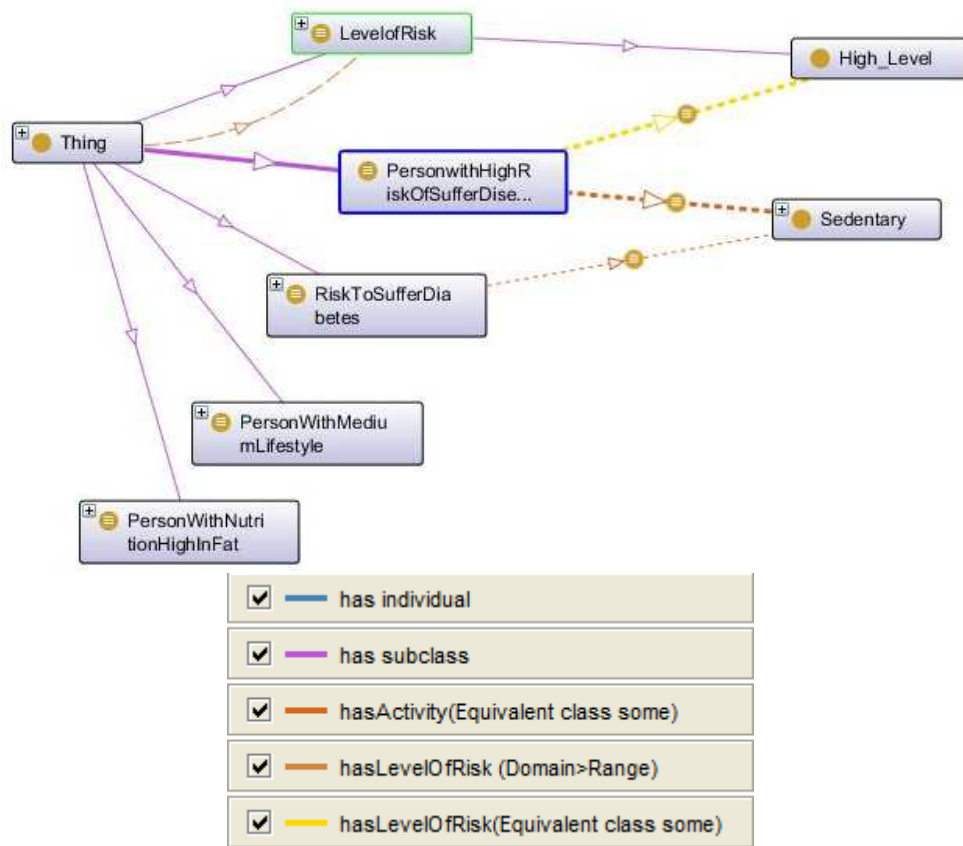 LevelofRisk
High_Level
Thing
PersonwithHighR
iskOfSufferDise...
Sedentary
RiskToSufferDia
betes
PersonWithMediu
mLifestyle
PersonWithNutri
tionHighInFat
has individual
has subclass
hasActivity(Equivalent class some)
hasLevelOfRisk (Domain>Range)
hasLevelOfRisk(Equivalent class some)